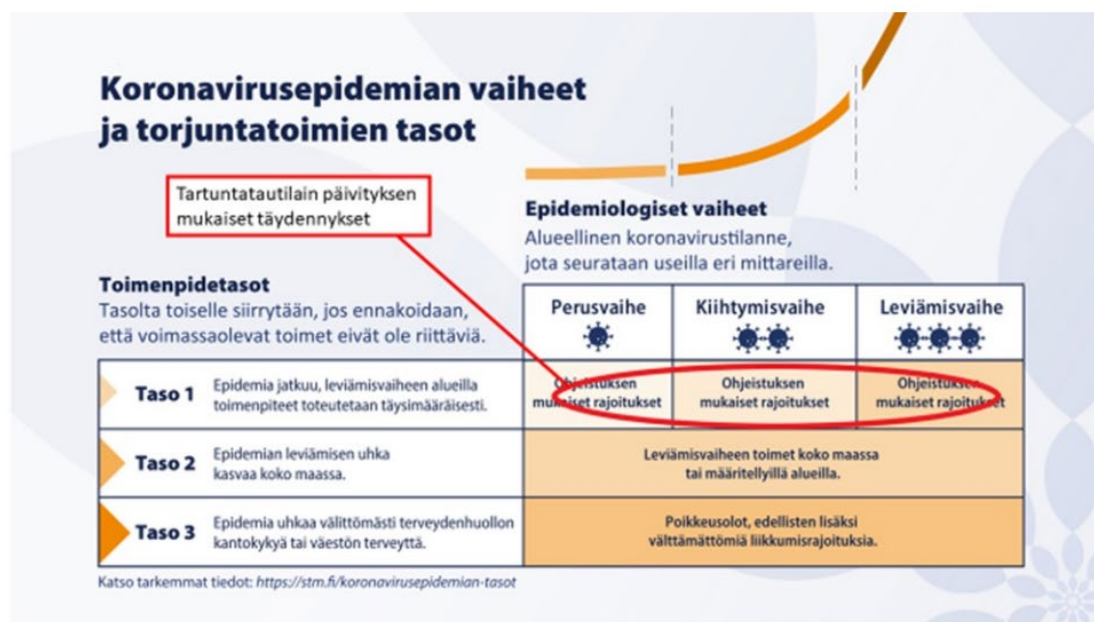 Koronavirusepidemian vaiheet
ja torjuntatoimien tasot
Tartuntatautilain päivityksen
mukaiset täydennykset
Epidemiologiset vaiheet
Alueellinen koronavirustilanne,
jota seurataan useilla eri mittareilla.
Toimenpidetasot
Tasolta toiselle siirrytään, jos ennakoidaan,
että voimassaolevat toimet eivät ole riittäviä.
Perusvaihe
Kiihtymisvaihe
Leviämisvaihe
Taso 1
Epidemia jatkuu, leviämisvaiheen alueilla
toimenpiteet toteutetaan täysimääräisesti.
Ohjeistuksen
mukaiset rajoitukset
Ohjeistuksen
mukaiset rajoitukset
Ohjeistuksen
mukaiset rajoitukset
Taso 2
Epidemian leviämisen uhka
kasvaa koko maassa.
Leviämisvaiheen toimet koko maassa
tai määritellyillä alueilla.
Taso 3
Epidemia uhkaa välittömästi terveydenhuollon
kantokykyä tai väestön terveyttä.
Poikkeusolot, edellisten lisäksi
välttämättömiä liikkumisrajoituksia.
Katso tarkemmat tiedot: https://stm.fi/koronavirusepidemian-tasot